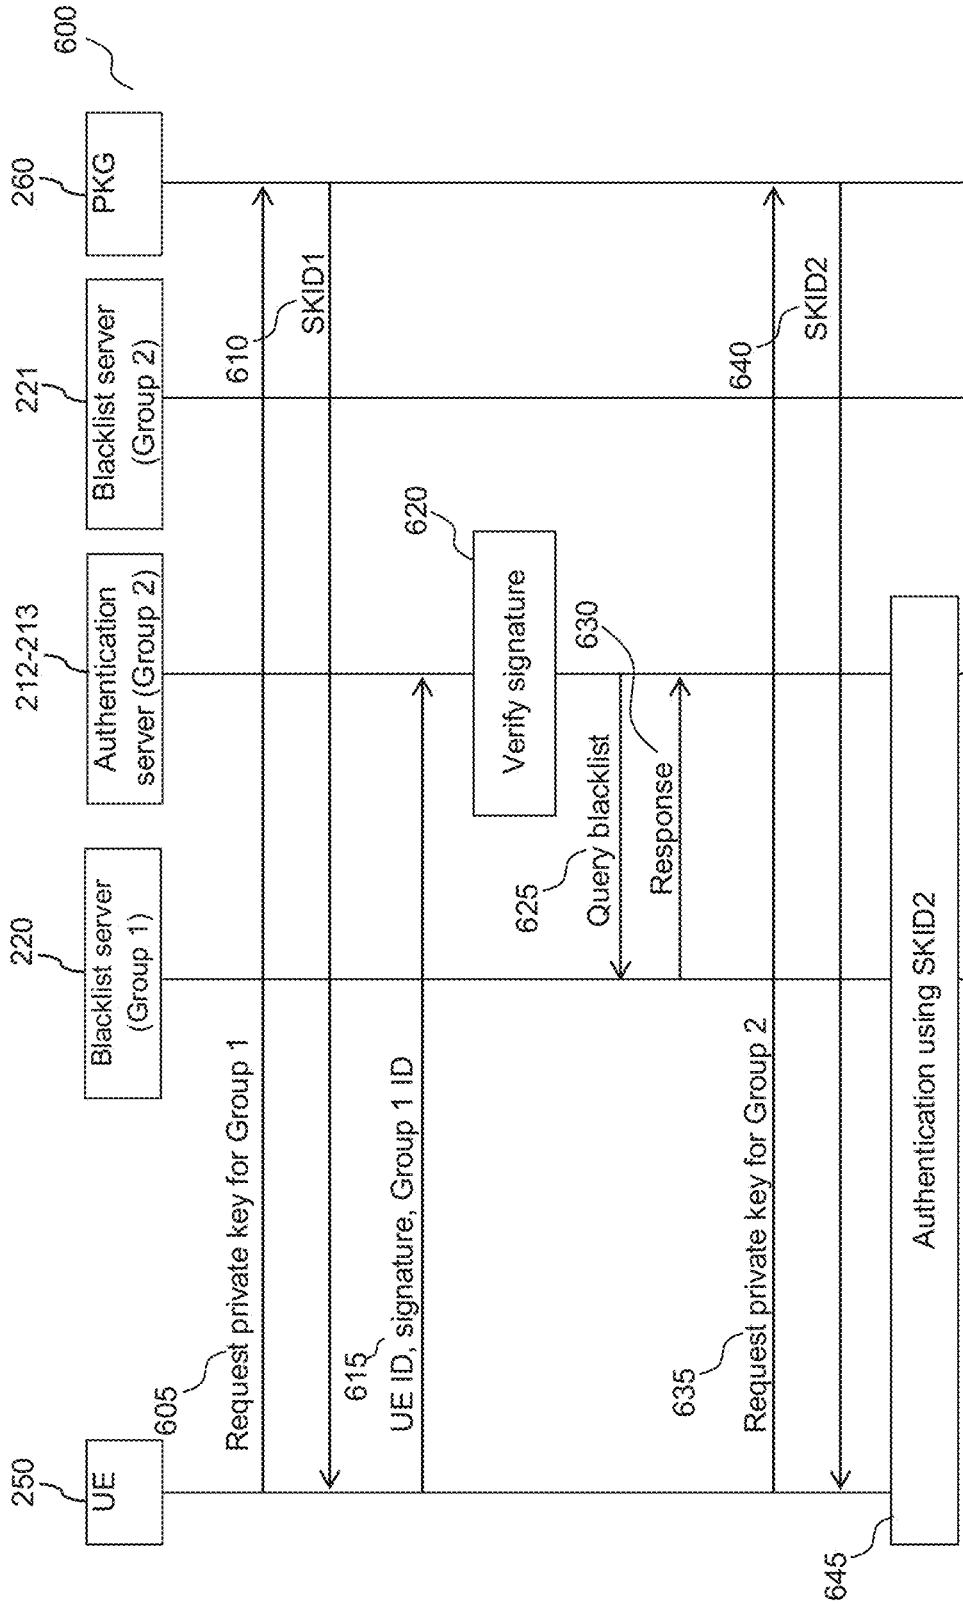 600
250
220
212-213
221
260
UE
Blacklist server
(Group 1)
Authentication
server (Group 2)
Blacklist server
(Group 2)
PKG
605
Request private key for Group 1
610
SKID1
615
UE ID, signature, Group 1 ID
620
Verify signature
625
Query blacklist
630
Response
635
Request private key for Group 2
640
SKID2
645
Authentication using SKID2